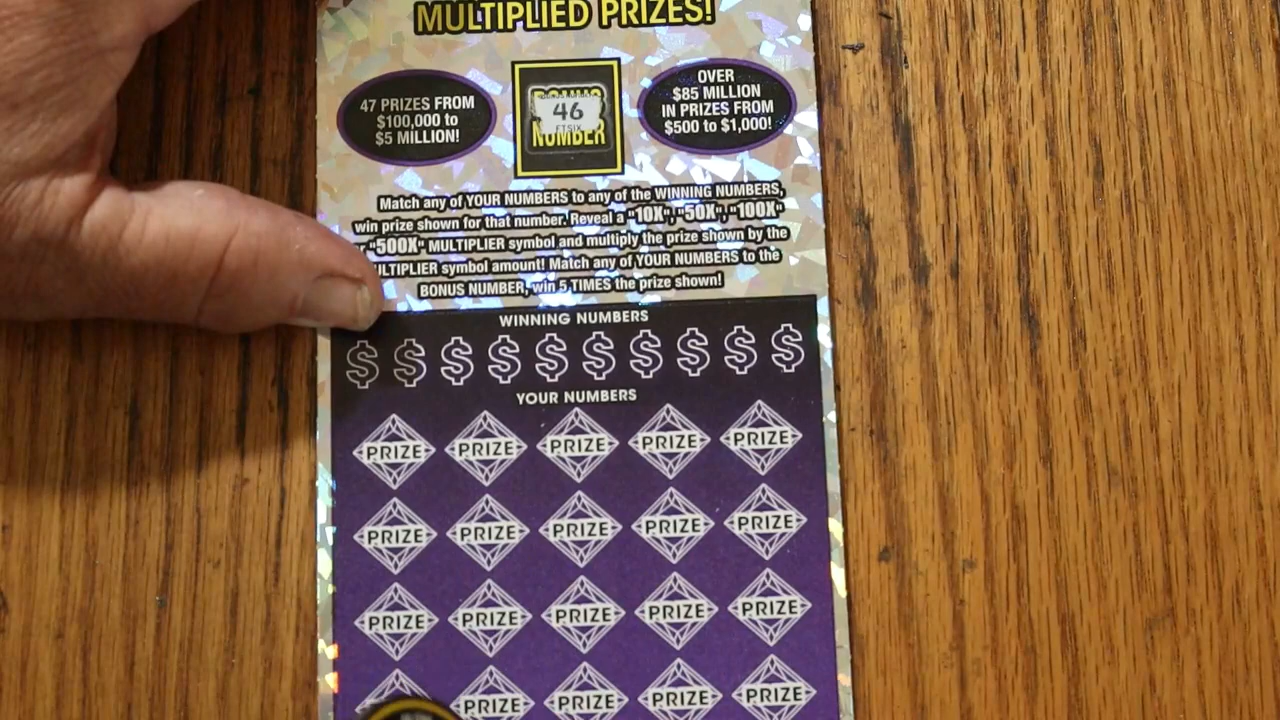 MULTIPLIED PRIZES!
47 PRIZES FROM
$100,000 to
$5 MILLION!
46
NUMBER
OVER
$85 MILLION
IN PRIZES FROM
$500 to $1,000!
Match any of YOUR NUMBERS to any of the WINNING NUMBERS,
win prize shown for that number. Reveal a "10X", "50X", "100X"
"500X" MULTIPLIER symbol and multiply the prize shown by the
LTIPLIER symbol amount! Match any of YOUR NUMBERS to the
BONUS NUMBER, win 5 TIMES the prize shown!
WINNING NUMBERS
$ $ $ $ $ $ $ $ $ $
YOUR NUMBERS
PRIZE PRIZE PRIZE PRIZE PRIZE
PRIZE PRIZE PRIZE PRIZE PRIZE
PRIZE PRIZE PRIZE PRIZE PRIZE
PRIZE PRIZE PRIZE PRIZE